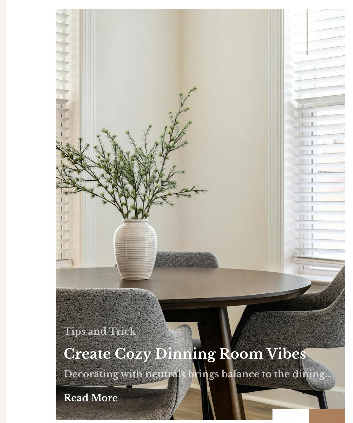 Tips and Trick
Create Cozy Dinning Room Vibes
Decorating with neutrals brings balance to the dining...
Read More